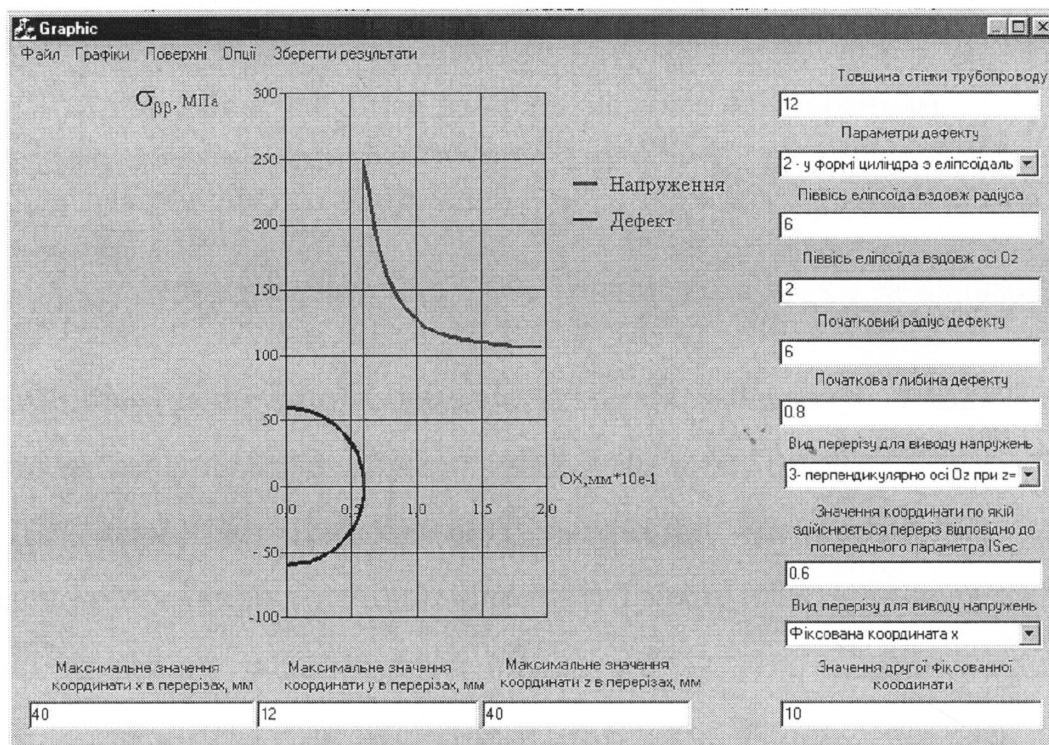 Graphic
Файл Графіки Поверхні Опції Зберегти результати
σββ, МПа
300
250
200
150
100
50
0
-50
-100
0.0 0.5 1.0 1.5 2.0
OX,мм*10e-1
Напруження
Дефект
Товщина стінки трубопроводу
12
Параметри дефекту
2 - у формі циліндра з еліпсоїдаль
Піввісь еліпсоїда вздовж радіуса
6
Піввісь еліпсоїда вздовж осі Oz
2
Початковий радіус дефекту
6
Початкова глибина дефекту
0.8
Вид перерізу для виводу напружень
3- перпендикулярно осі Oz при z=
Значення координати по якій
здійснюється переріз відповідно до
попереднього параметра ISec
0.6
Вид перерізу для виводу напружень
Фіксована координата x
Значення другої фіксованної
координати
10
Максимальне значення
координати x в перерізах, мм
40
Максимальне значення
координати y в перерізах, мм
12
Максимальне значення
координати z в перерізах, мм
40